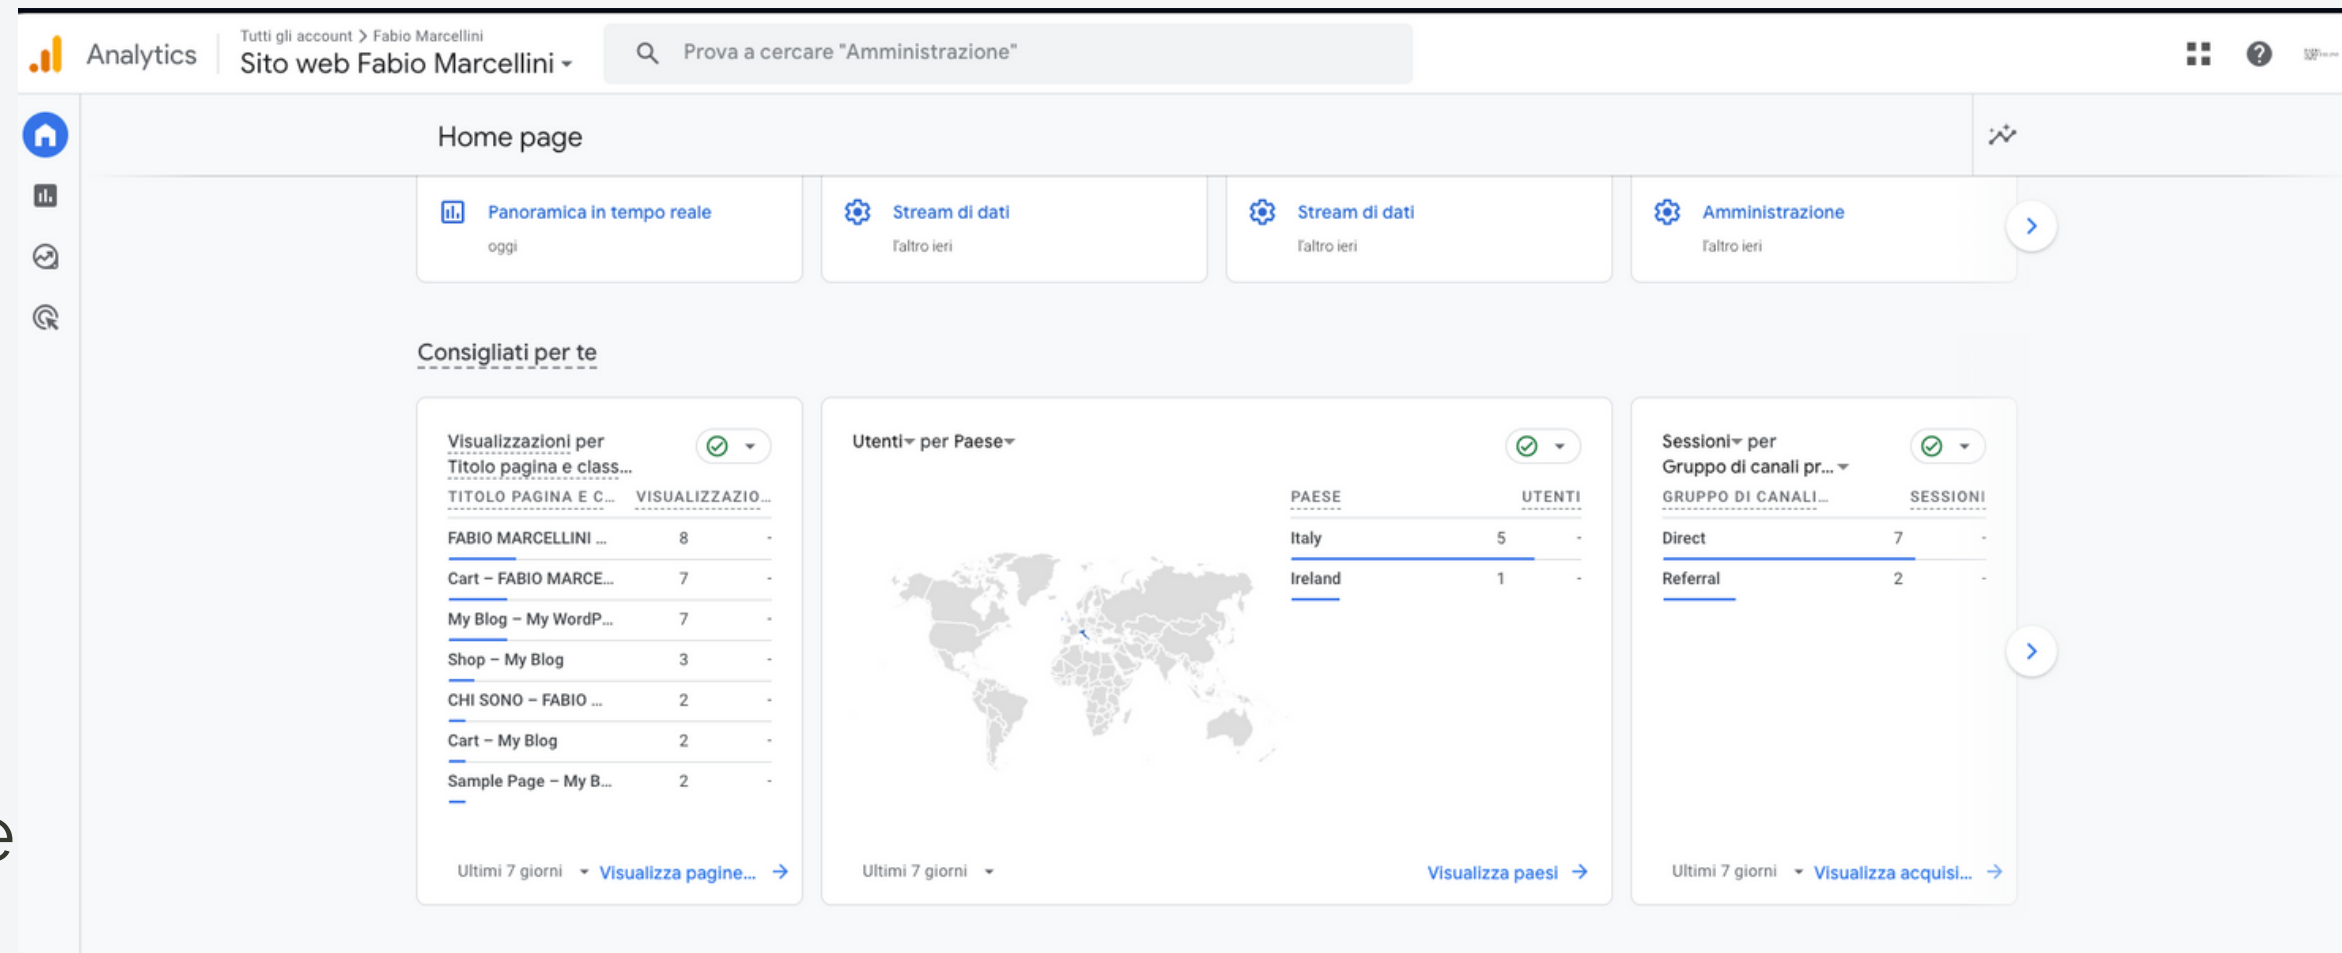 Analytics
Tutti gli account > Fabio Marcellini
Sito web Fabio Marcellini
Prova a cercare "Amministrazione"
Home page
Panoramica in tempo reale
oggi
Stream di dati
l'altro ieri
Stream di dati
l'altro ieri
Amministrazione
l'altro ieri
Consigliati per te
Visualizzazioni per
Titolo pagina e class...
TITOLO PAGINA E C... VISUALIZZAZIO...
FABIO MARCELLINI ... 8 -
Cart – FABIO MARCE... 7 -
My Blog – My WordP... 7 -
Shop – My Blog 3 -
CHI SONO – FABIO ... 2 -
Cart – My Blog 2 -
Sample Page – My B... 2 -
Ultimi 7 giorni Visualizza pagine... →
Utenti per Paese
PAESE UTENTI
Italy 5 -
Ireland 1 -
Ultimi 7 giorni Visualizza paesi →
Sessioni per
Gruppo di canali pr...
GRUPPO DI CANALI... SESSIONI
Direct 7 -
Referral 2 -
Ultimi 7 giorni Visualizza acquisi... →
e